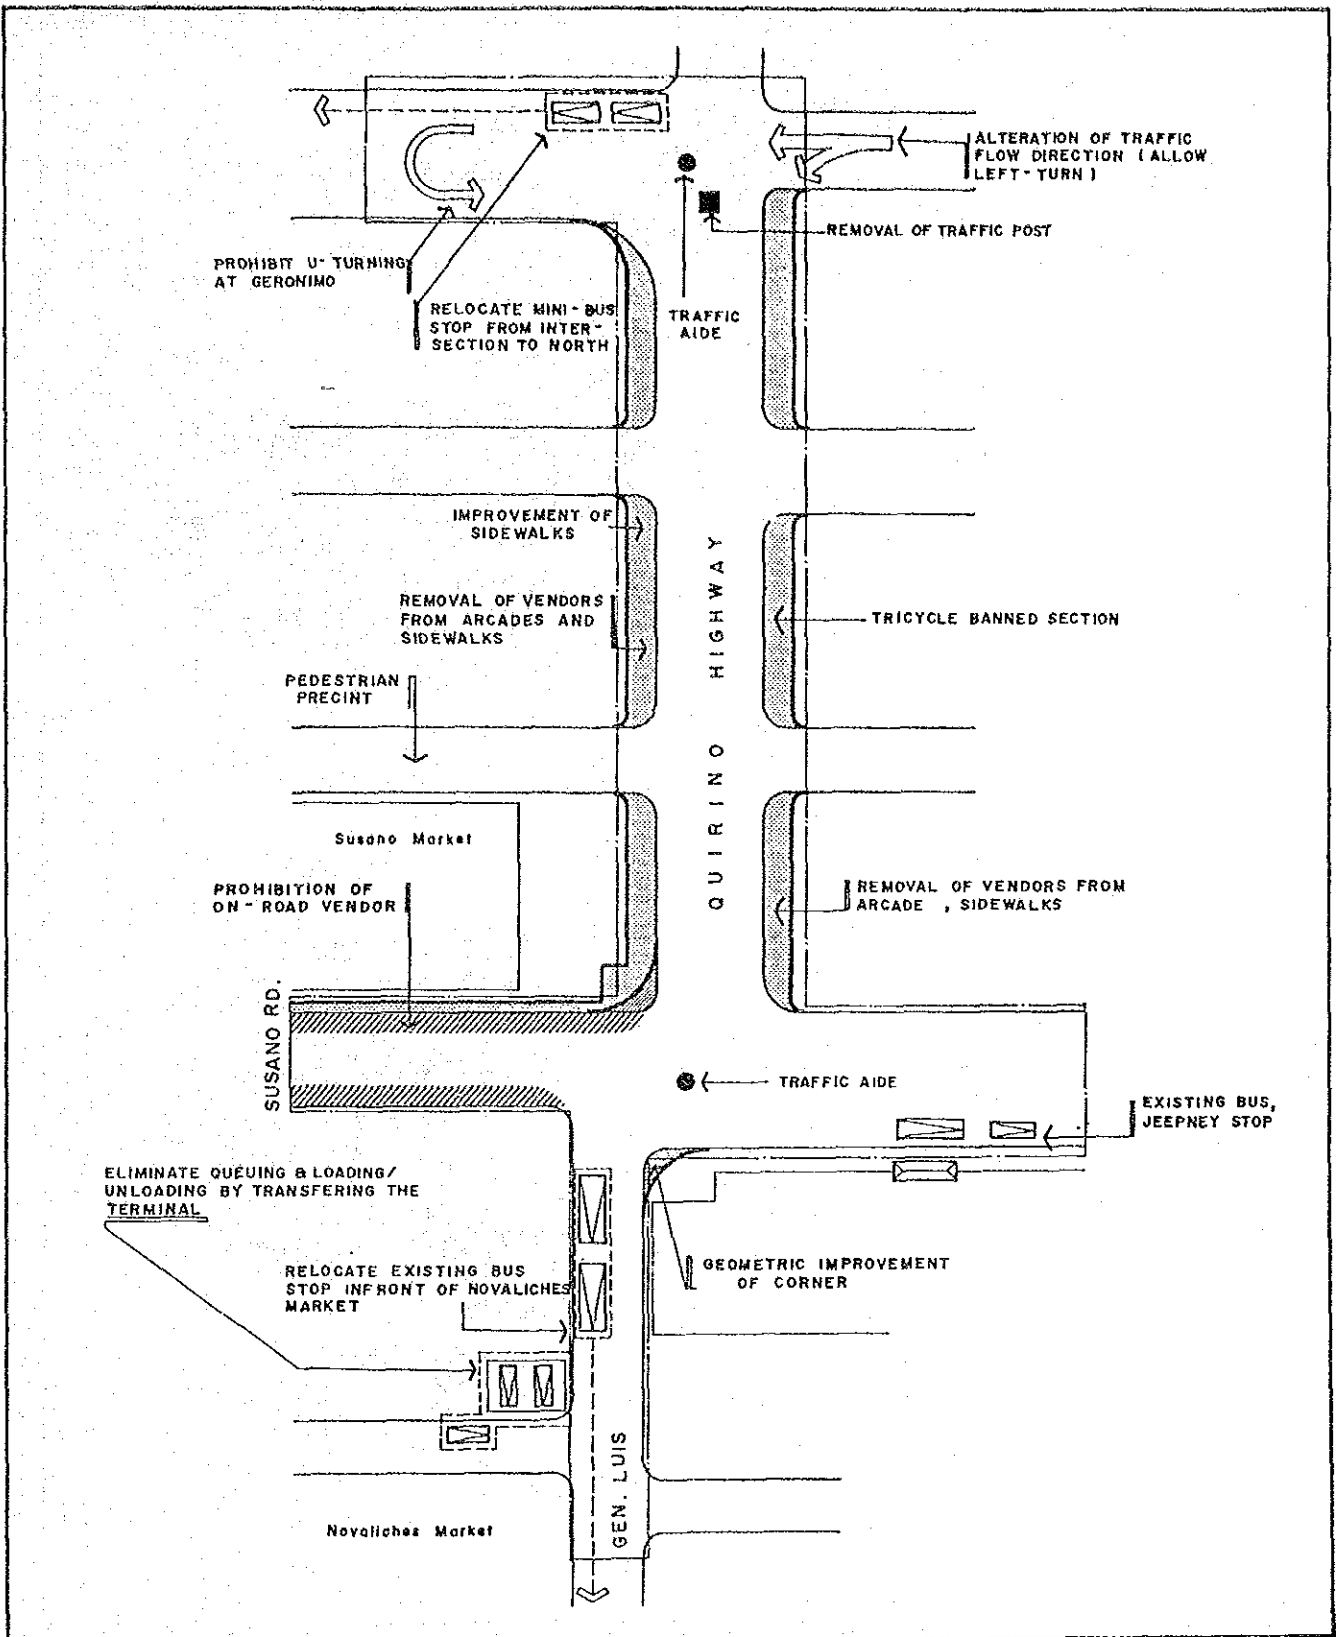 ALTERATION OF TRAFFIC
FLOW DIRECTION (ALLOW
LEFT-TURN)
REMOVAL OF TRAFFIC POST
PROHIBIT U-TURNING
AT GERONIMO
RELOCATE MINI-BUS
STOP FROM INTER-
SECTION TO NORTH
TRAFFIC
AIDE
IMPROVEMENT OF
SIDEWALKS
REMOVAL OF VENDORS
FROM ARCADES AND
SIDEWALKS
TRICYCLE BANNED SECTION
QUIRINO HIGHWAY
PEDESTRIAN
PRECINT
Susano Market
PROHIBITION OF
ON-ROAD VENDOR
REMOVAL OF VENDORS FROM
ARCADE , SIDEWALKS
SUSANO RD.
TRAFFIC AIDE
EXISTING BUS,
JEEPNEY STOP
ELIMINATE QUEUING & LOADING/
UNLOADING BY TRANSFERING THE
TERMINAL
RELOCATE EXISTING BUS
STOP INFRONT OF NOVALICHES
MARKET
GEOMETRIC IMPROVEMENT
OF CORNER
GEN. LUIS
Novaliches Market